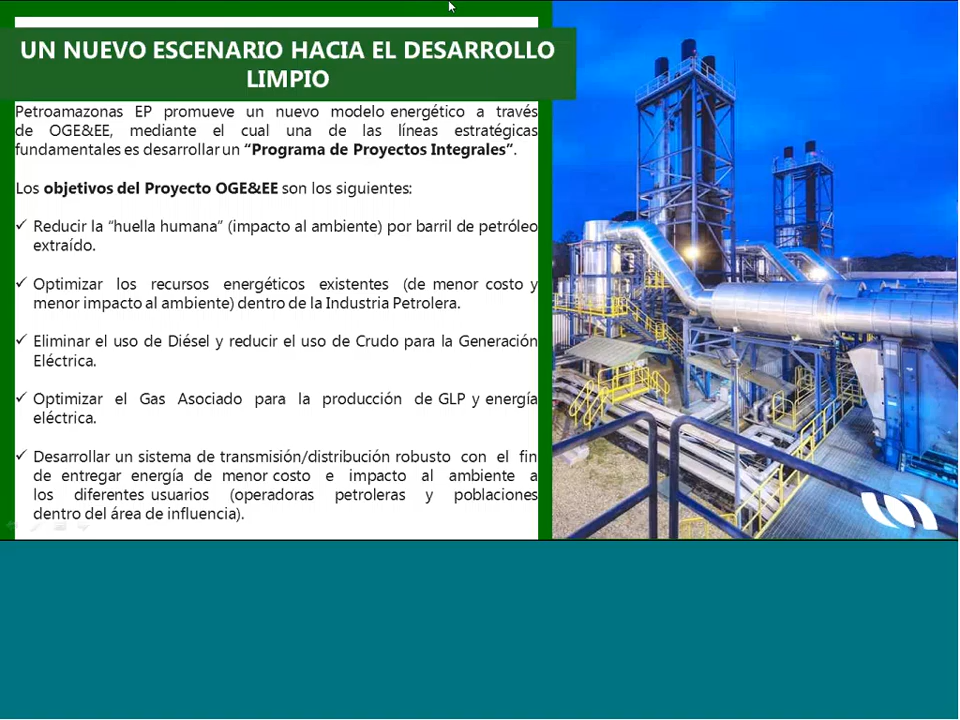 UN NUEVO ESCENARIO HACIA EL DESARROLLO
LIMPIO
Petroamazonas EP promueve un nuevo modelo energético a través
de OGE&EE, mediante el cual una de las líneas estratégicas
fundamentales es desarrollar un “Programa de Proyectos Integrales”.
Los objetivos del Proyecto OGE&EE son los siguientes:
✓ Reducir la “huella humana” (impacto al ambiente) por barril de petróleo
extraído.
✓ Optimizar los recursos energéticos existentes (de menor costo y
menor impacto al ambiente) dentro de la Industria Petrolera.
✓ Eliminar el uso de Diésel y reducir el uso de Crudo para la Generación
Eléctrica.
✓ Optimizar el Gas Asociado para la producción de GLP y energía
eléctrica.
✓ Desarrollar un sistema de transmisión/distribución robusto con el fin
de entregar energía de menor costo e impacto al ambiente a
los diferentes usuarios (operadoras petroleras y poblaciones
dentro del área de influencia).